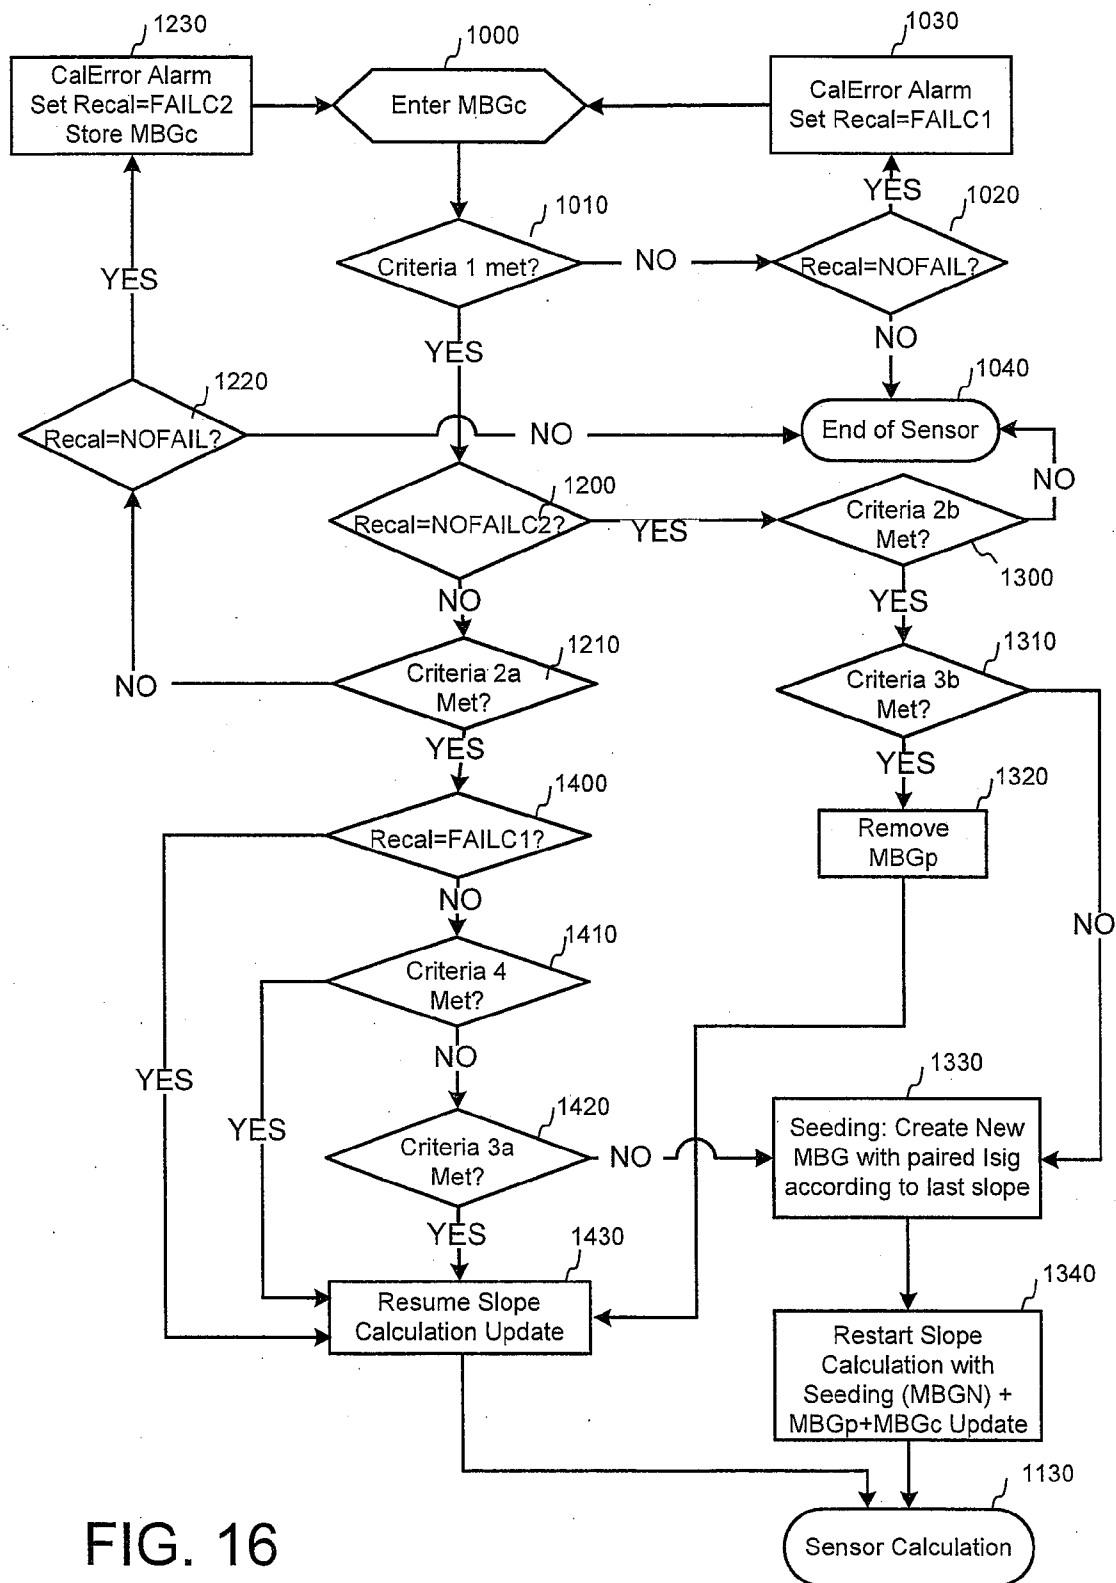 1230
CalError Alarm
Set Recal=FAILC2
Store MBGc
1000
Enter MBGc
1030
CalError Alarm
Set Recal=FAILC1
YES
1010
Criteria 1 met?
NO
1020
Recal=NOFAIL?
YES
YES
NO
1220
Recal=NOFAIL?
NO
1040
End of Sensor
NO
1200
Recal=NOFAILC2?
YES
Criteria 2b
Met?
1300
NO
YES
1210
Criteria 2a
Met?
NO
1310
Criteria 3b
Met?
YES
YES
1400
Recal=FAILC1?
1320
Remove
MBGp
NO
NO
1410
Criteria 4
Met?
NO
YES
YES
1420
Criteria 3a
Met?
NO
1330
Seeding: Create New
MBG with paired Isig
according to last slope
YES
1430
Resume Slope
Calculation Update
1340
Restart Slope
Calculation with
Seeding (MBGN) +
MBGp+MBGc Update
1130
Sensor Calculation
FIG. 16